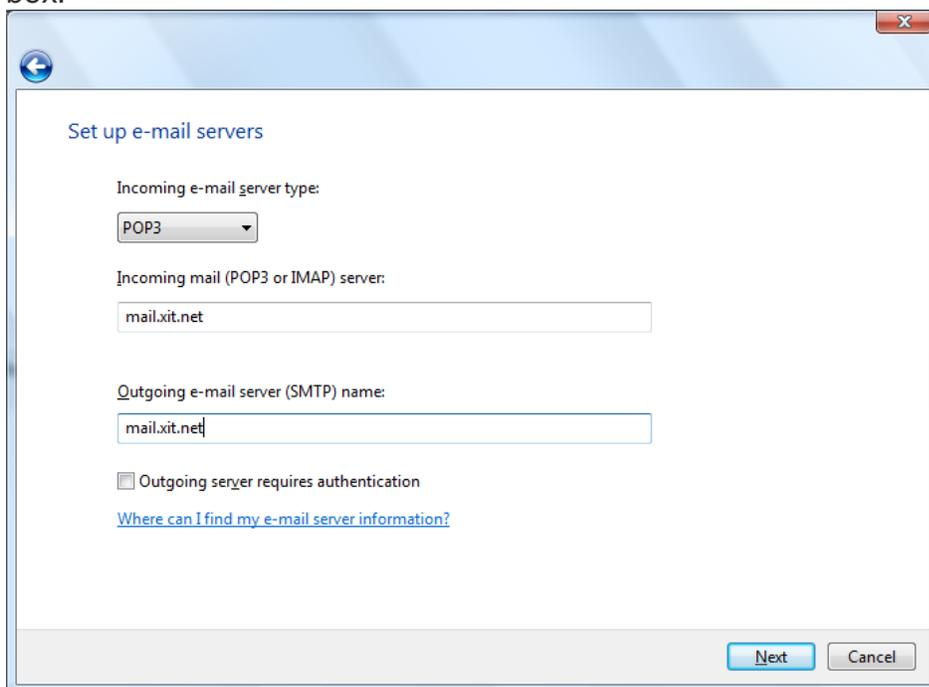 box.
Set up e-mail servers
Incoming e-mail server type:
POP3
Incoming mail (POP3 or IMAP) server:
mail.xit.net
Outgoing e-mail server (SMTP) name:
mail.xit.net
Outgoing server requires authentication
Where can I find my e-mail server information?
Next Cancel